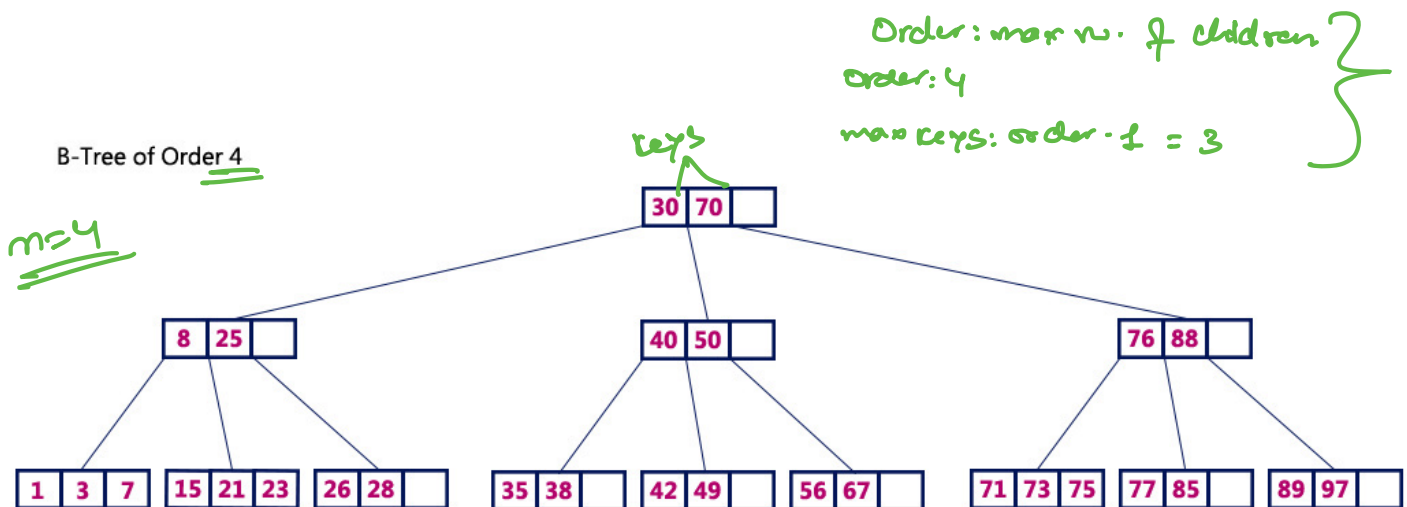 Order: max no. of children
order: 4
max keys: order - 1 = 3
keys
B-Tree of Order 4
m=4
30 70
8 25
40 50
76 88
1 3 7
15 21 23
26 28
35 38
42 49
56 67
71 73 75
77 85
89 97